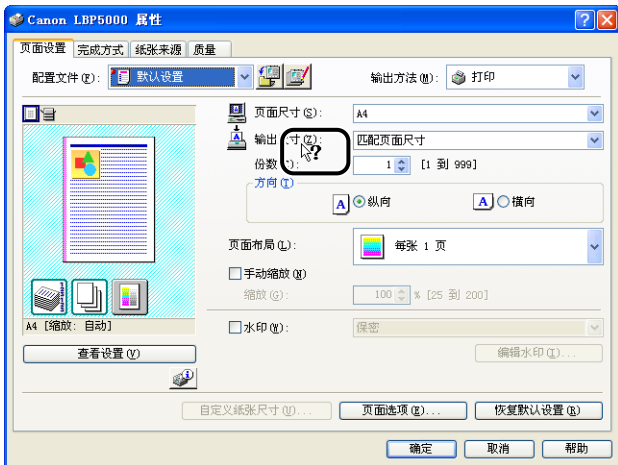 Canon LBP5000 属性
页面设置 完成方式 纸张来源 质量
配置文件(F): 默认设置 输出方法(M): 打印
页面尺寸(S): A4
输出 寸(Z): 匹配页面尺寸
份数 ): 1 [1 到 999]
方向(T)
A 纵向 A 横向
页面布局(L): 每张 1 页
手动缩放(N)
缩放(G): 100 % [25 到 200]
A4 [缩放: 自动]
水印(W): 保密
查看设置(V) 编辑水印(I)...
自定义纸张尺寸(U)... 页面选项(E)... 恢复默认设置(R)
确定 取消 帮助